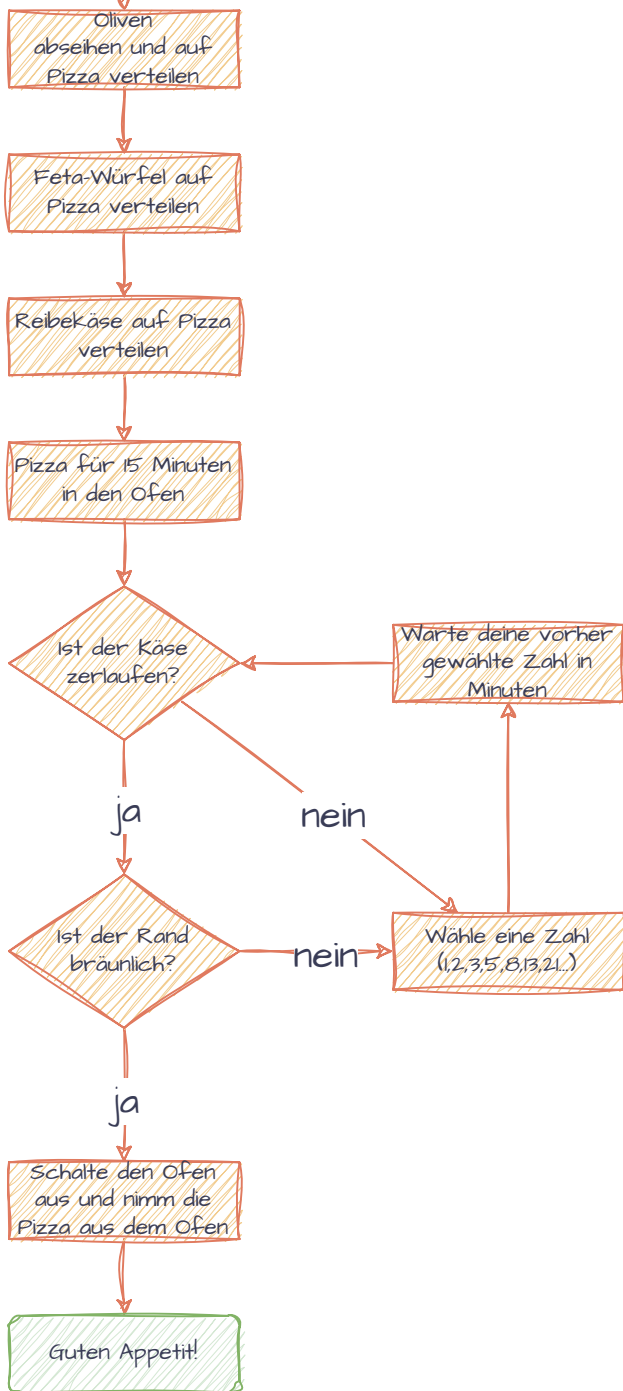 Oliven
abseihen und auf
Pizza verteilen
Feta-Würfel auf
Pizza verteilen
Reibekäse auf Pizza
verteilen
Pizza für 15 Minuten
in den Ofen
Ist der Käse
zerlaufen?
Warte deine vorher
gewählte Zahl in
Minuten
ja
nein
Ist der Rand
bräunlich?
nein
Wähle eine Zahl
(1,2,3,5,8,13,21...)
ja
Schalte den Ofen
aus und nimm die
Pizza aus dem Ofen
Guten Appetit!